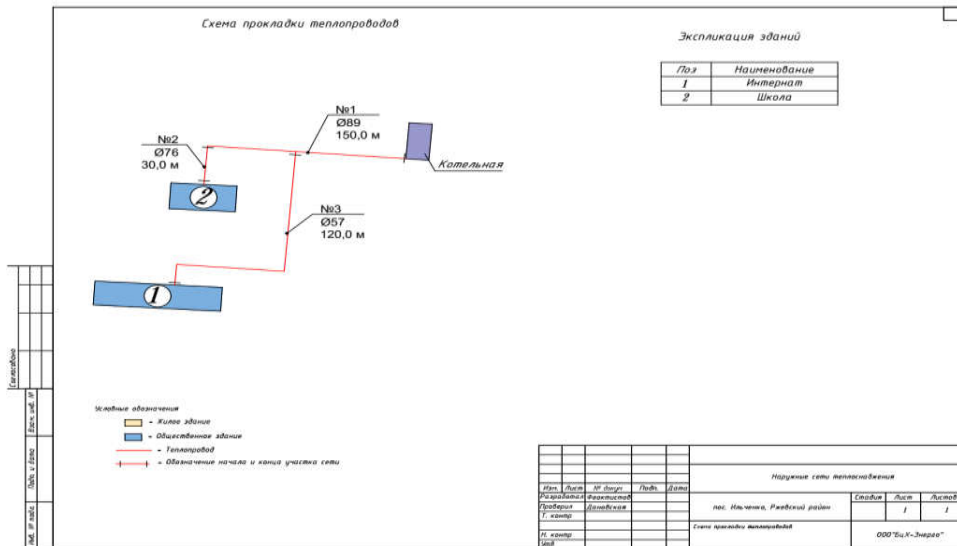 Схема прокладки теплопроводов
Экспликация зданий
Поз Наименование
1 Интернат
2 Школа
№1
Ø89
150,0 м
№2
Ø76
30,0 м
Котельная
2
№3
Ø57
120,0 м
1
Условные обозначения
- Жилое здание
- Общественное здание
- Теплопровод
- Обозначение начала и конца участка сети
Согласовано
Взам. инв. №
Подп. и дата
Инв. № подл.
Наружные сети теплоснабжения
Изм. Лист № докум. Подп. Дата
Разработал Феоктистов
Проверил Дановская
Т. контр
Н. контр
Утв
пос. Ильченко, Ржевский район
Стадия Лист Листов
1 1
Схема прокладки теплопроводов
ООО"БиХ-Энерго"